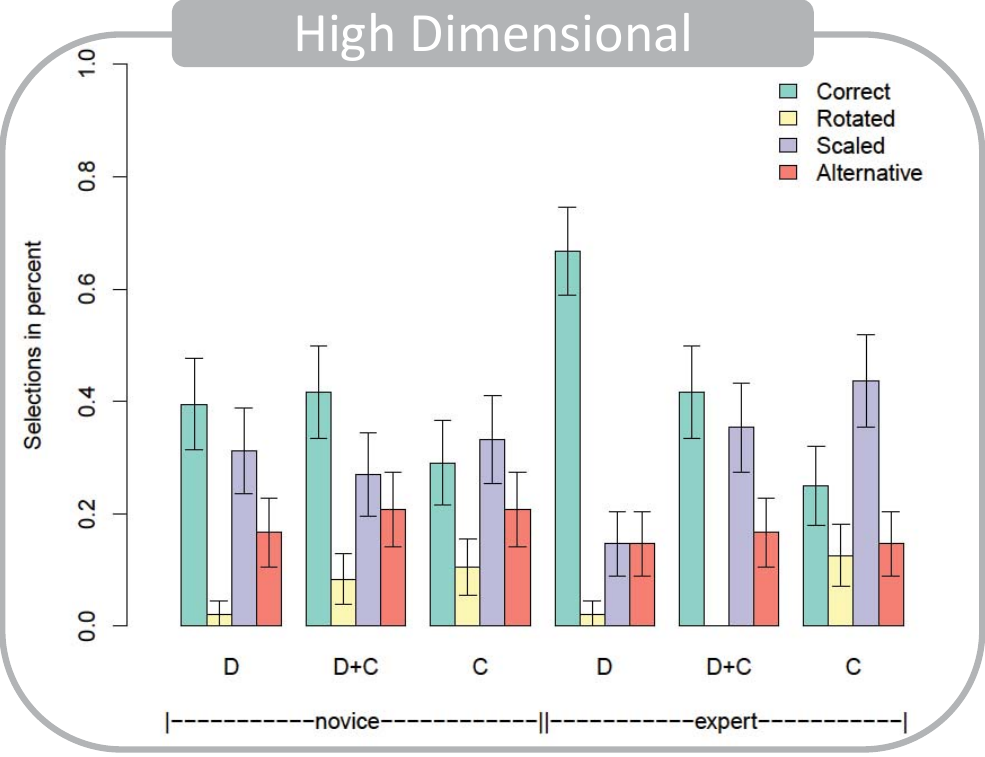 High Dimensional
Correct
Rotated
Scaled
Alternative
Selections in percent
1.0
0.8
0.6
0.4
0.2
0.0
D D+C C D D+C C
|-----------novice------------||-----------expert-----------|